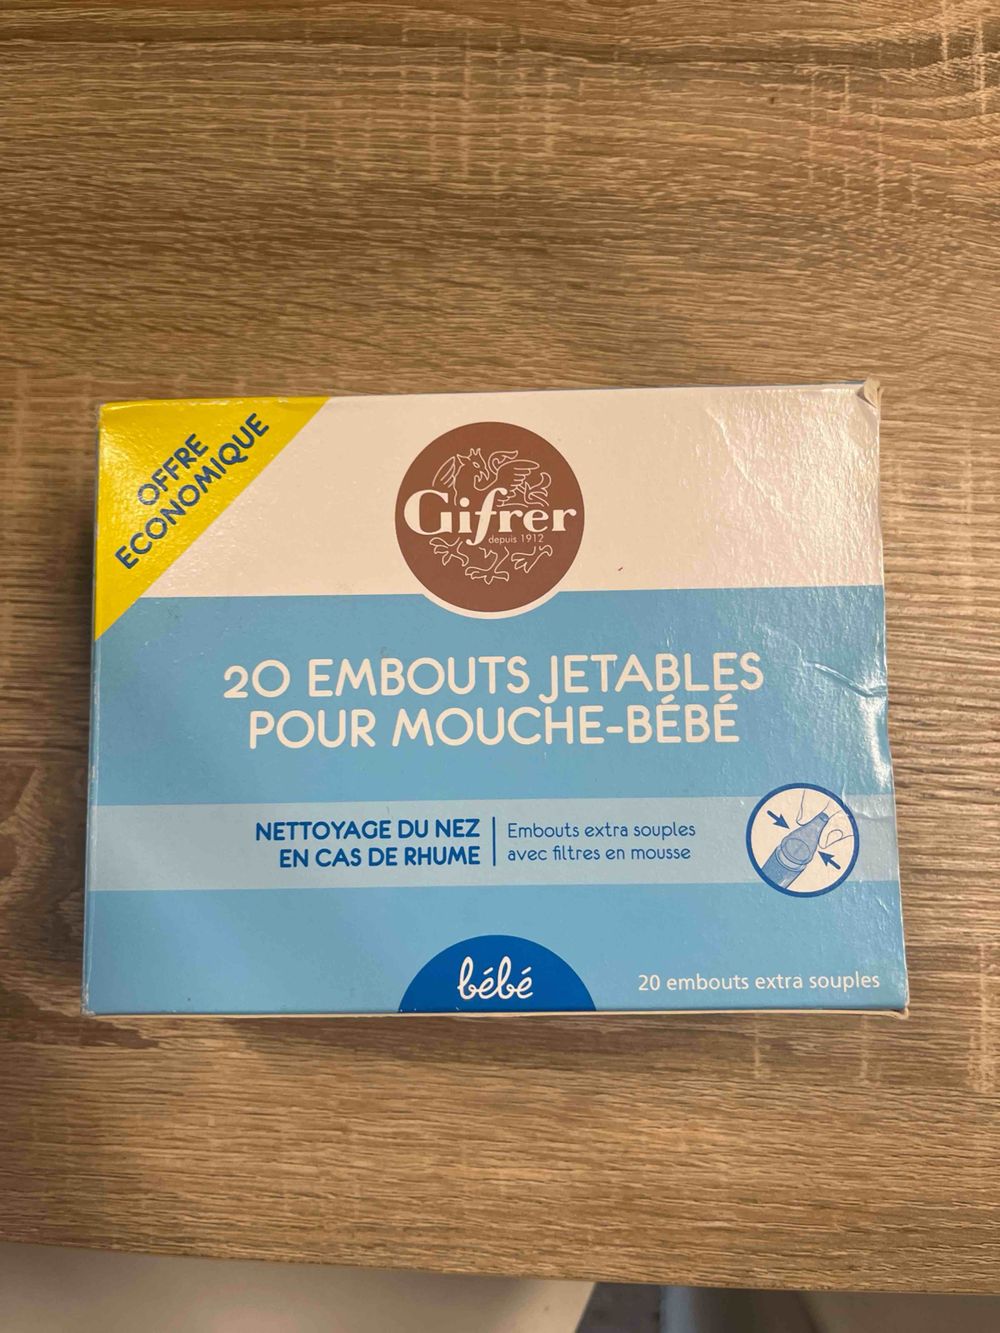 OFFRE
ECONOMIQUE
Gifrer
depuis 1912
20 EMBOUTS JETABLES
POUR MOUCHE-BÉBÉ
NETTOYAGE DU NEZ
EN CAS DE RHUME
Embouts extra souples
avec filtres en mousse
bébé
20 embouts extra souples